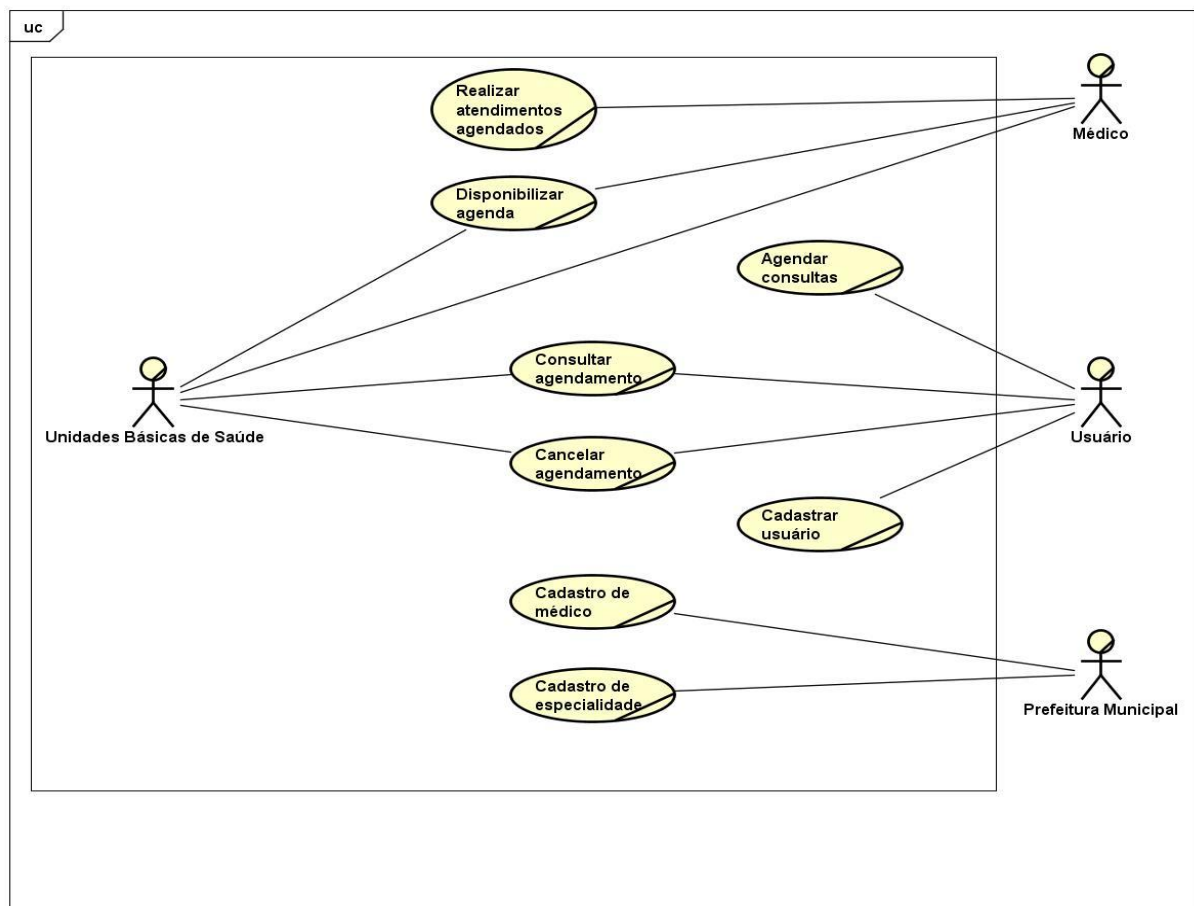 uc
Realizar
atendimentos
agendados
Médico
Disponibilizar
agenda
Agendar
consultas
Consultar
agendamento
Unidades Básicas de Saúde
Usuário
Cancelar
agendamento
Cadastrar
usuário
Cadastro de
médico
Cadastro de
especialidade
Prefeitura Municipal